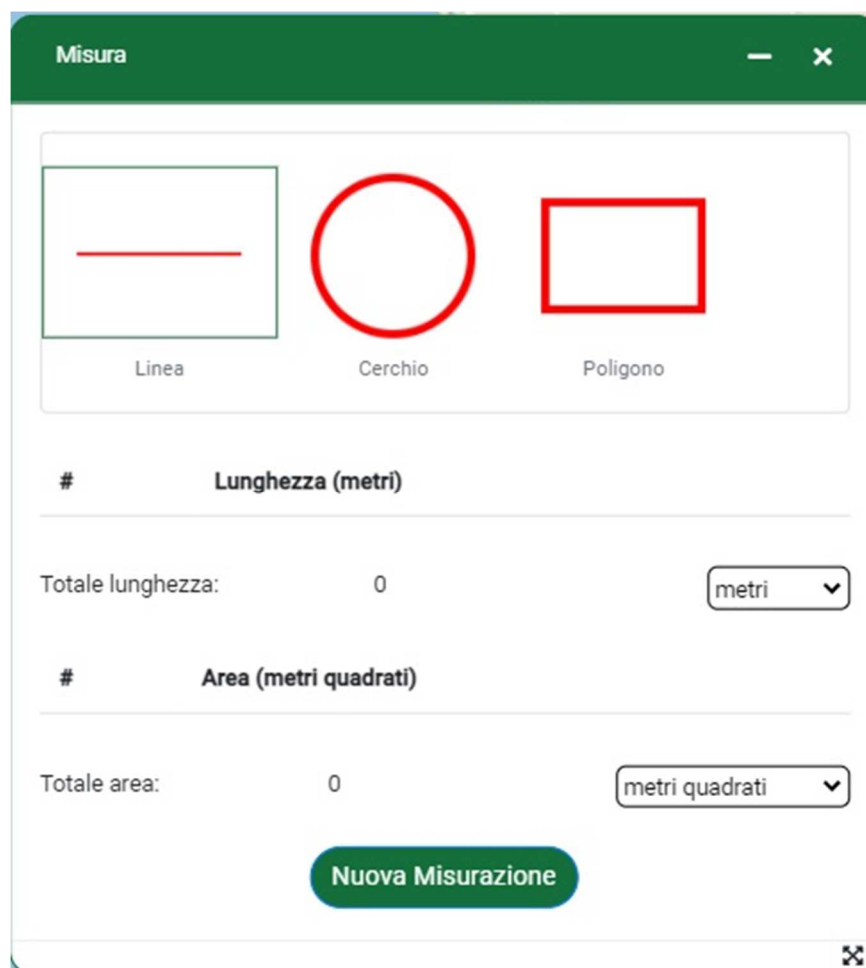 Misura
Linea Cerchio Poligono
# Lunghezza (metri)
Totale lunghezza: 0 metri
# Area (metri quadrati)
Totale area: 0 metri quadrati
Nuova Misurazione